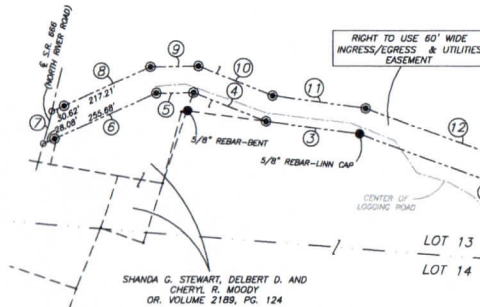 ℄ S.R. 666
(NORTH RIVER ROAD)
RIGHT TO USE 60' WIDE
INGRESS/EGRESS & UTILITIES
EASEMENT
9
8
10
217.21'
11
4
5
30.62'
7
255.68'
28.08'
6
12
3
5/8" REBAR-BENT
5/8" REBAR-LINN CAP
CENTER OF
LOGGING ROAD
LOT 13
LOT 14
SHANDA G. STEWART, DELBERT D. AND
CHERYL R. MOODY
OR. VOLUME 2189, PG. 124